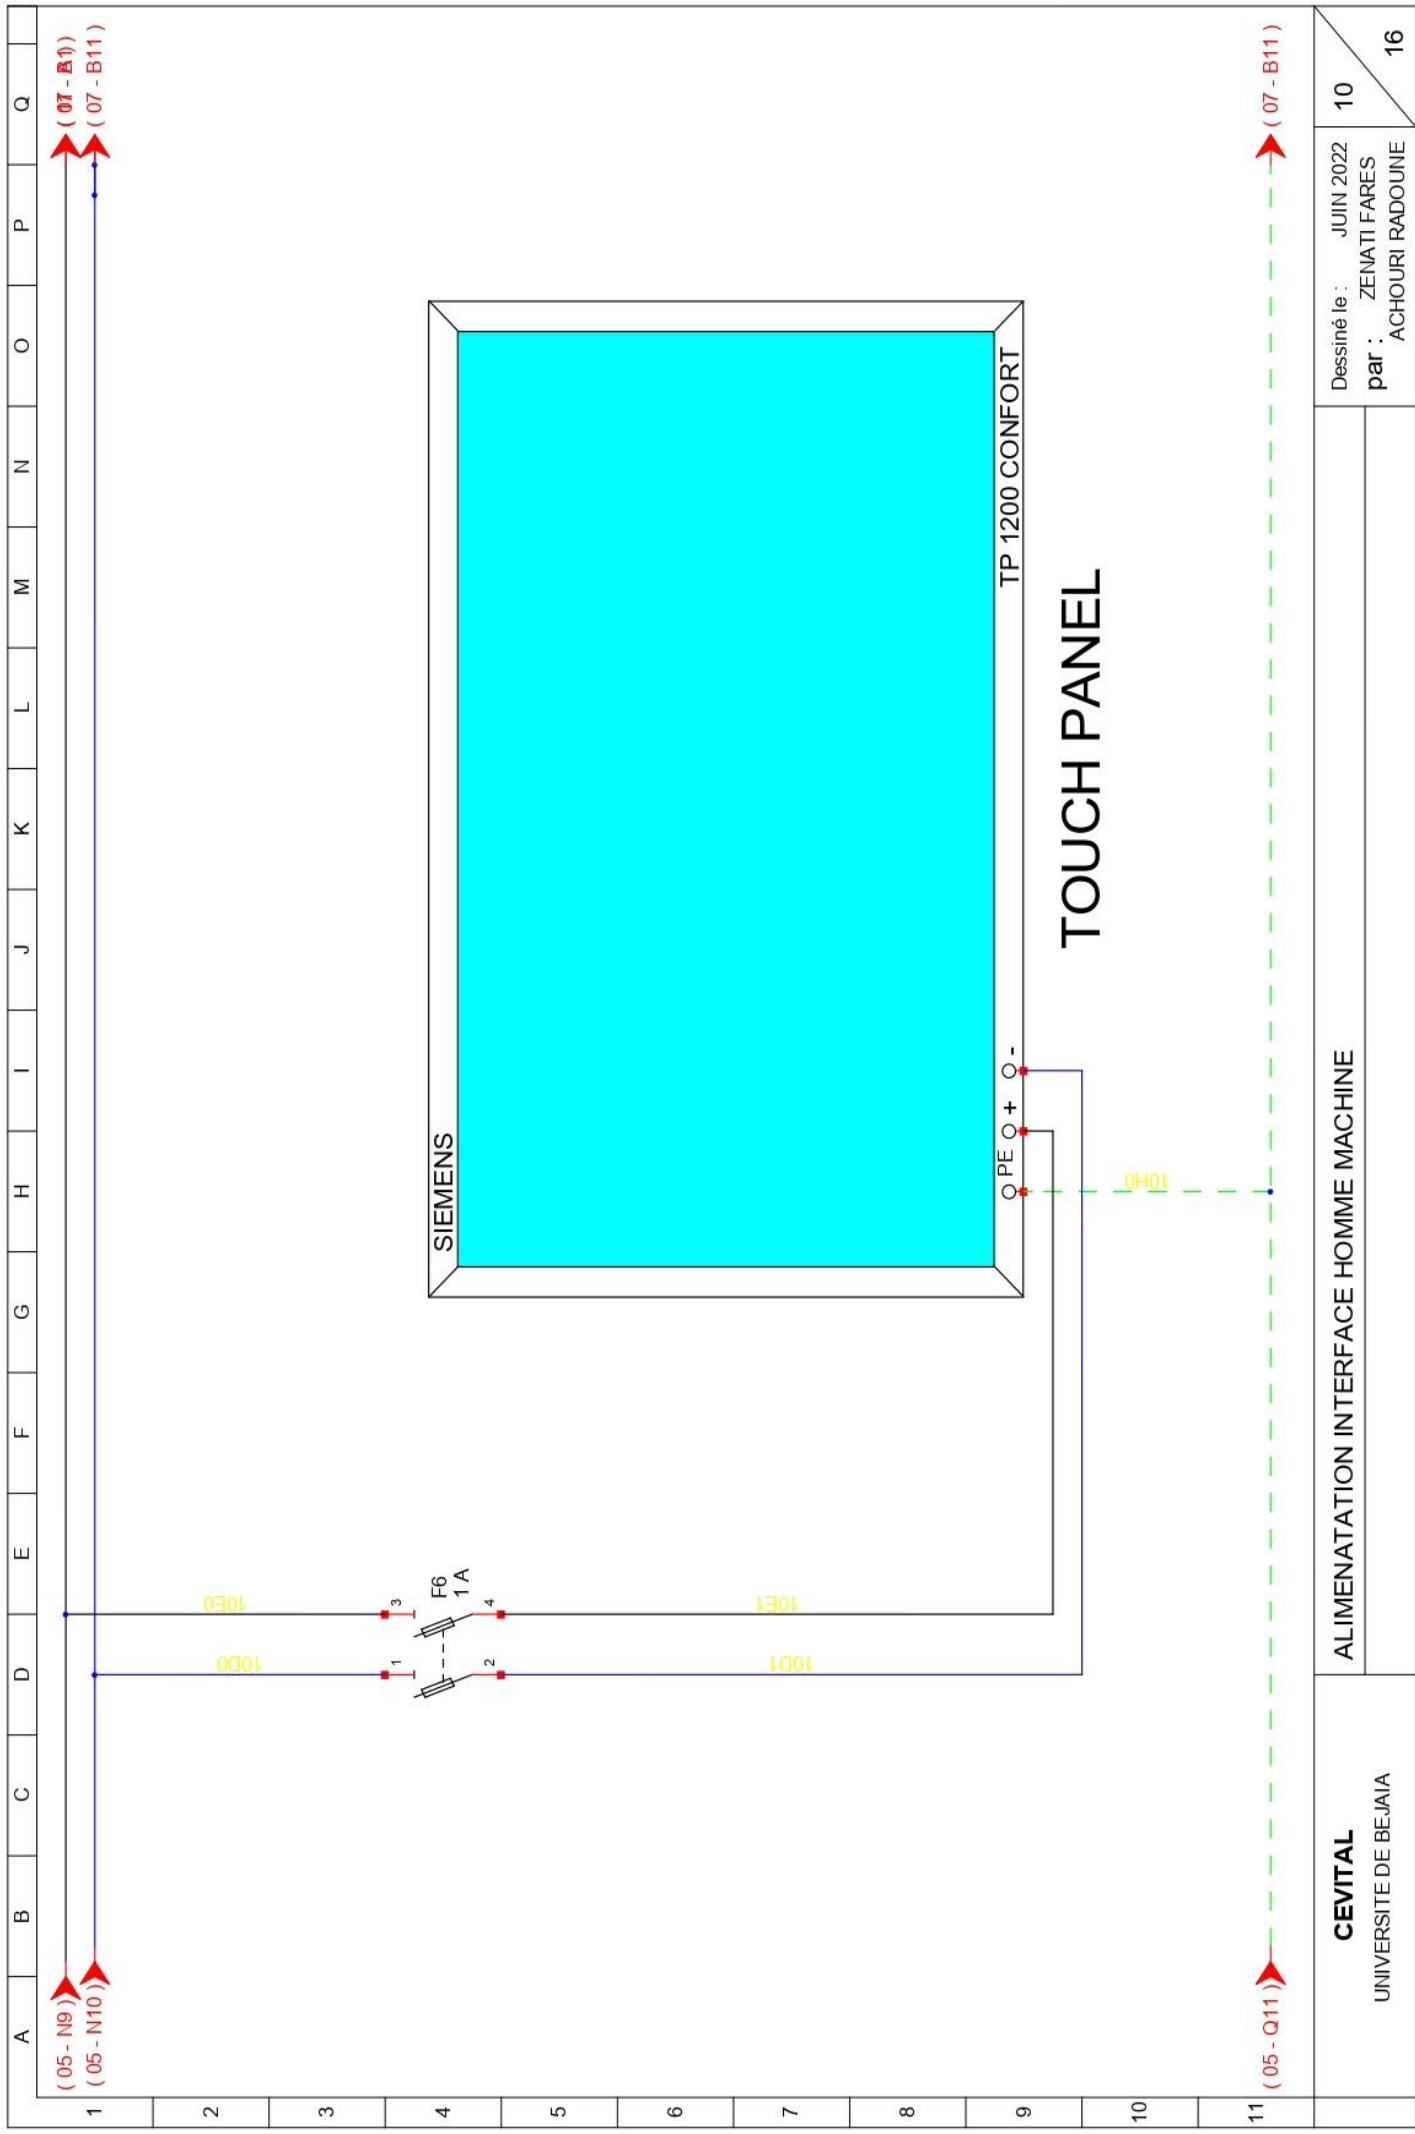 A B C D E F G H I J K L M N O P Q
1
2
3
4
5
6
7
8
9
10
11
( 05 - N9 )
( 05 - N10 )
( 07 - B11 )
10D0
10E0
1
3
F6
1 A
2
4
10D1
10E1
SIEMENS
TP 1200 CONFORT
PE
+
-
TOUCH PANEL
10H0
( 05 - Q11 )
( 07 - B11 )
CEVITAL
UNIVERSITE DE BEJAIA
ALIMENATATION INTERFACE HOMME MACHINE
Dessiné le : JUIN 2022
par : ZENATI FARES
ACHOURI RADOUNE
10
16